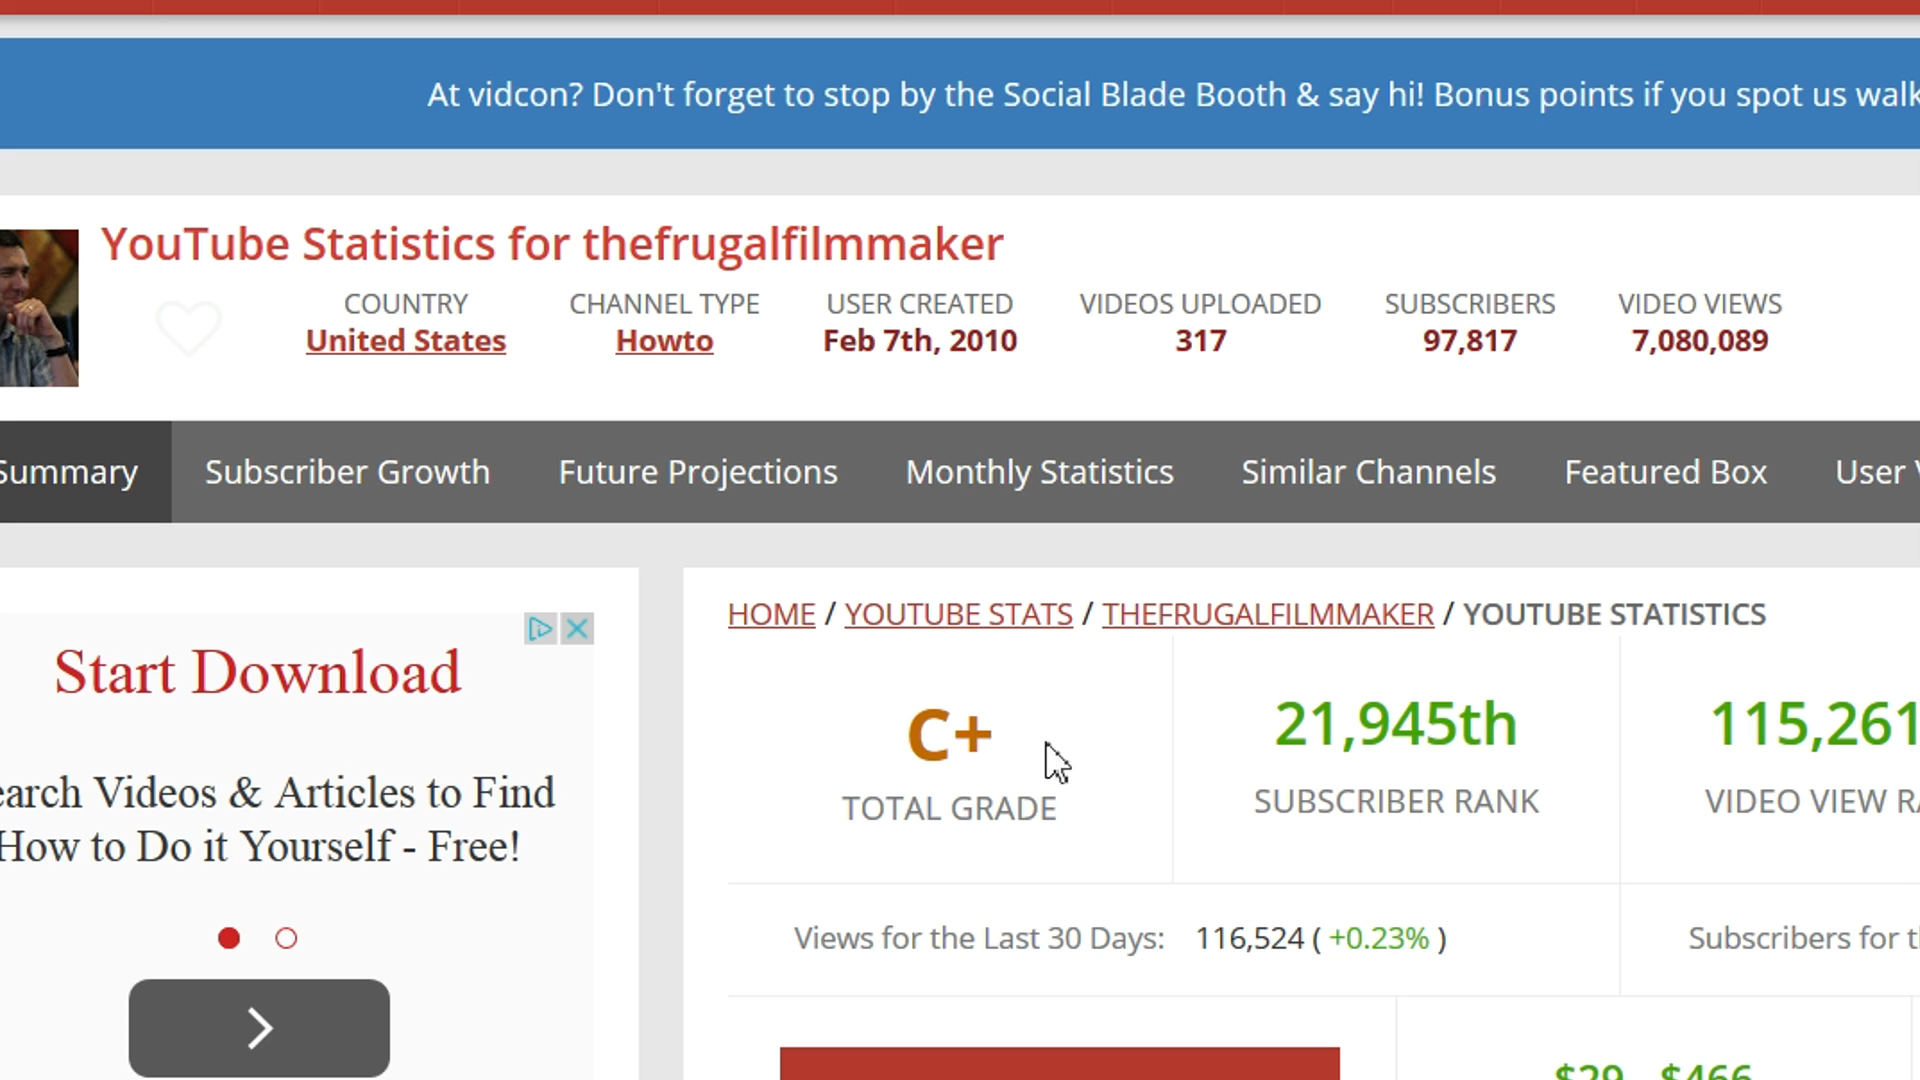 At vidcon? Don't forget to stop by the Social Blade Booth & say hi! Bonus points if you spot us
YouTube Statistics for thefrugalfilmmaker
COUNTRY CHANNEL TYPE USER CREATED VIDEOS UPLOADED SUBSCRIBERS VIDEO VIEWS
United States Howto Feb 7th, 2010 317 97,817 7,080,089
Summary Subscriber Growth Future Projections Monthly Statistics Similar Channels Featured Box User
HOME / YOUTUBE STATS / THEFRUGALFILMMAKER / YOUTUBE STATISTICS
Start Download
earch Videos & Articles to Find
How to Do it Yourself - Free!
C+ 21,945th 115,261
TOTAL GRADE SUBSCRIBER RANK VIDEO VIEW
Views for the Last 30 Days: 116,524 ( +0.23% ) Subscribers for
$29 $466